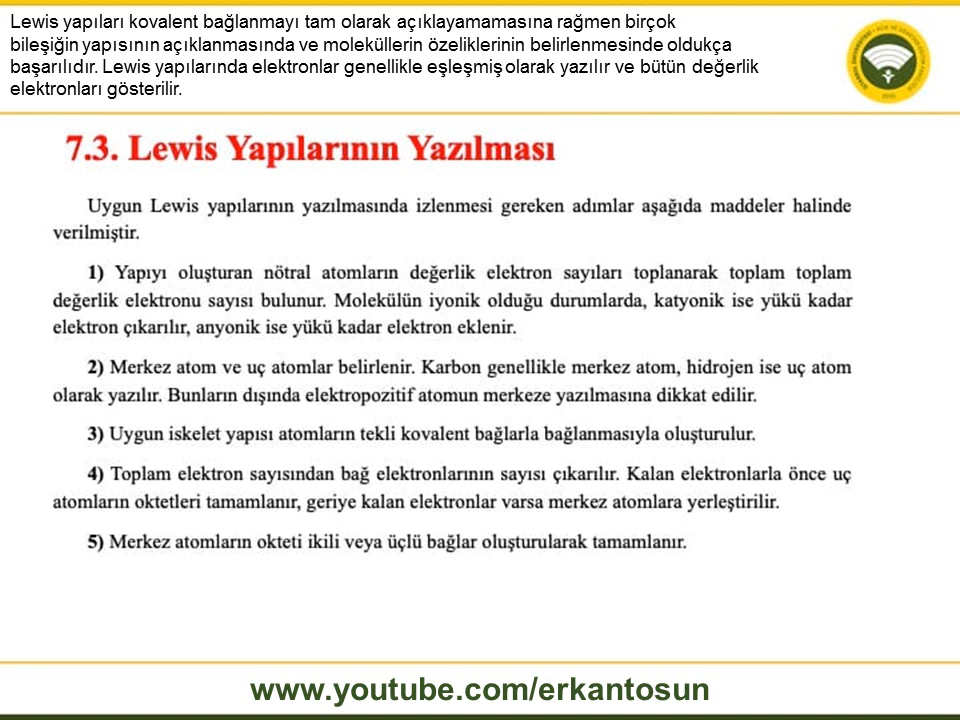 Lewis yapıları kovalent bağlanmayı tam olarak açıklayamamasına rağmen birçok
bileşiğin yapısının açıklanmasında ve moleküllerin özeliklerinin belirlenmesinde oldukça
başarılıdır. Lewis yapılarında elektronlar genellikle eşleşmiş olarak yazılır ve bütün değerlik
elektronları gösterilir.
7.3. Lewis Yapılarının Yazılması
Uygun Lewis yapılarının yazılmasında izlenmesi gereken adımlar aşağıda maddeler halinde
verilmiştir.
1) Yapıyı oluşturan nötral atomların değerlik elektron sayıları toplanarak toplam toplam
değerlik elektronu sayısı bulunur. Molekülün iyonik olduğu durumlarda, katyonik ise yükü kadar
elektron çıkarılır, anyonik ise yükü kadar elektron eklenir.
2) Merkez atom ve uç atomlar belirlenir. Karbon genellikle merkez atom, hidrojen ise uç atom
olarak yazılır. Bunların dışında elektropozitif atomun merkeze yazılmasına dikkat edilir.
3) Uygun iskelet yapısı atomların tekli kovalent bağlarla bağlanmasıyla oluşturulur.
4) Toplam elektron sayısından bağ elektronlarının sayısı çıkarılır. Kalan elektronlarla önce uç
atomların oktetleri tamamlanır, geriye kalan elektronlar varsa merkez atomlara yerleştirilir.
5) Merkez atomların okteti ikili veya üçlü bağlar oluşturularak tamamlanır.
www.youtube.com/erkantosun